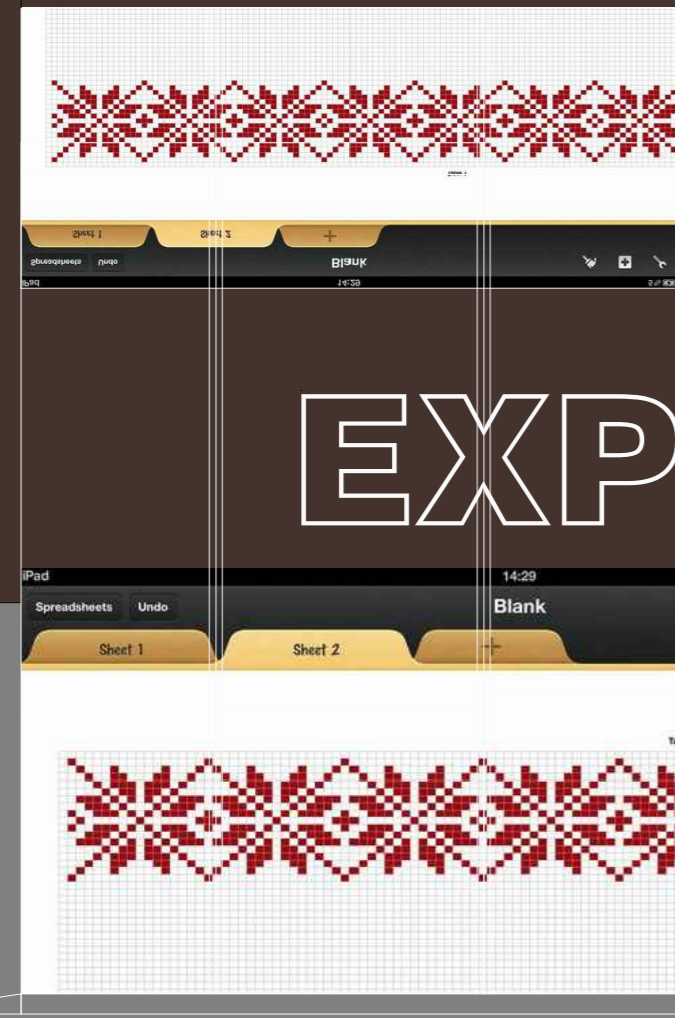 Sheet 1 Sheet 2 +
Spreadsheets Undo Blank
iPad 14:29 5%
EXP
iPad 14:29
Spreadsheets Undo Blank
Sheet 1 Sheet 2 +